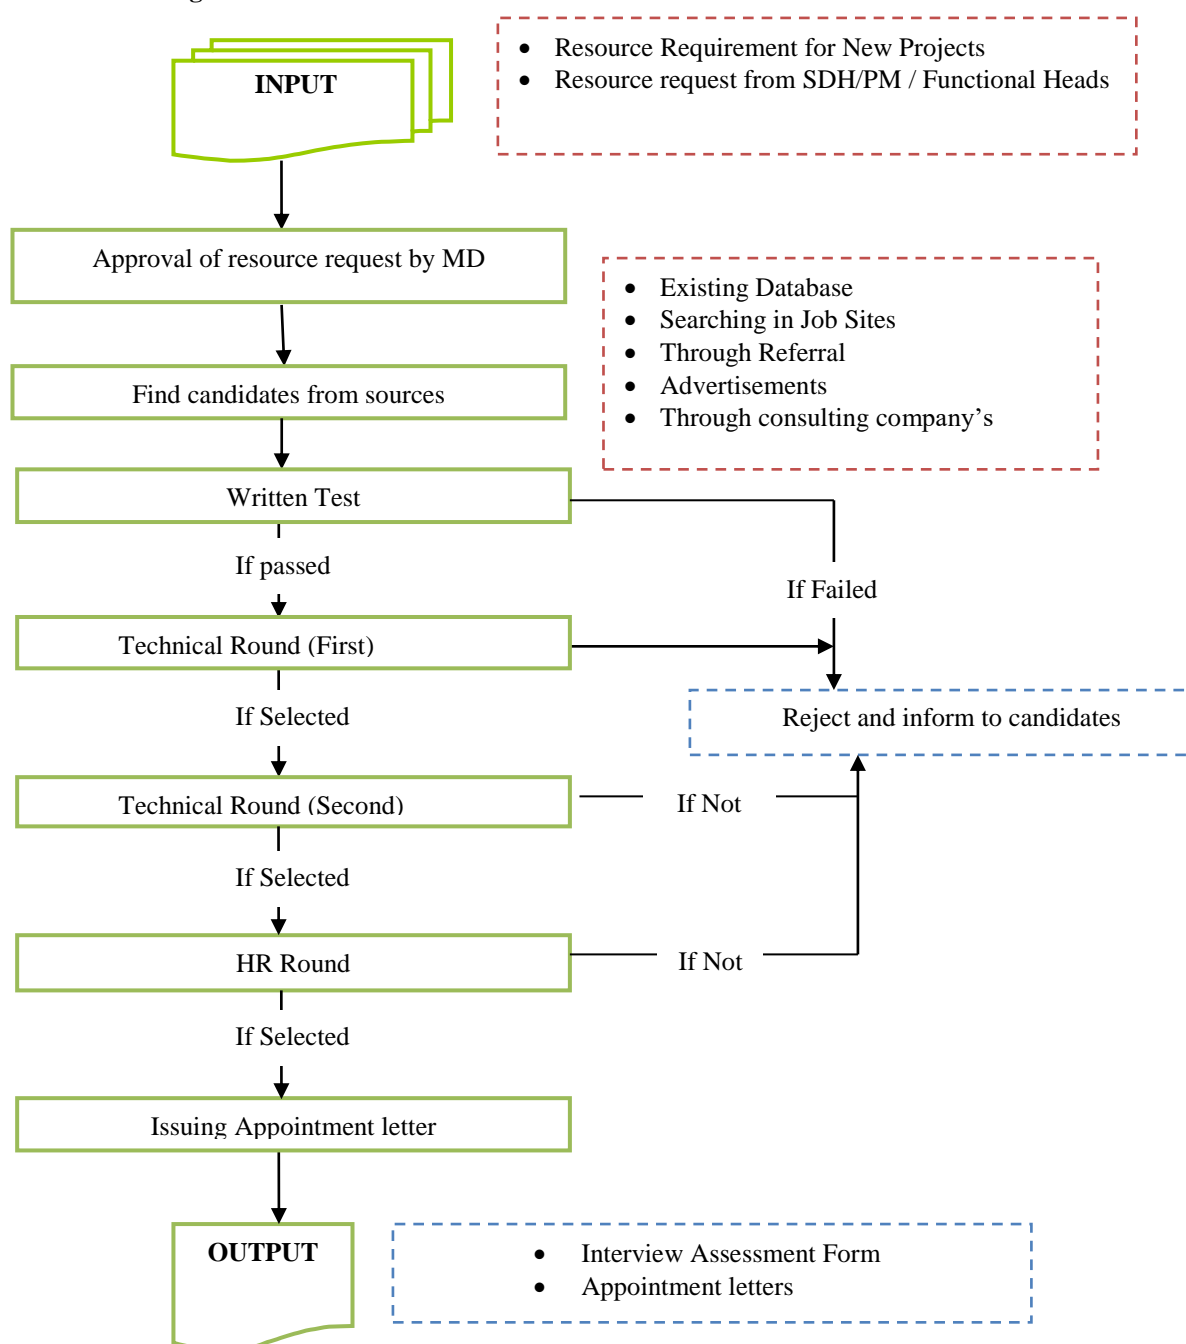 INPUT
• Resource Requirement for New Projects
• Resource request from SDH/PM / Functional Heads
Approval of resource request by MD
• Existing Database
• Searching in Job Sites
• Through Referral
• Advertisements
• Through consulting company’s
Find candidates from sources
Written Test
If passed
If Failed
Technical Round (First)
If Selected
Reject and inform to candidates
Technical Round (Second)
If Not
If Selected
HR Round
If Not
If Selected
Issuing Appointment letter
OUTPUT
• Interview Assessment Form
• Appointment letters